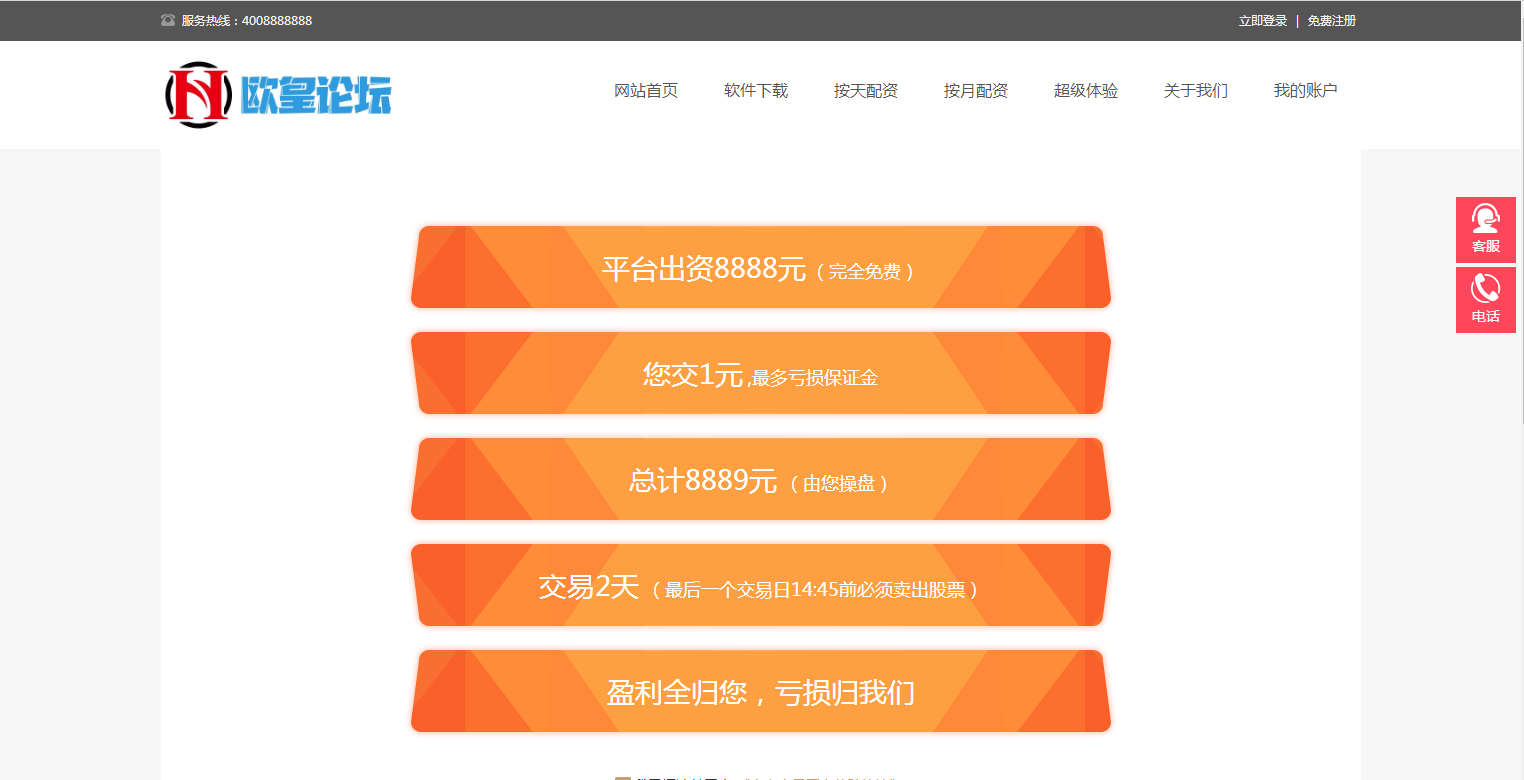 服务热线：4008888888
立即登录 | 免费注册
欧皇论坛
网站首页 软件下载 按天配资 按月配资 超级体验 关于我们 我的账户
客服
电话
平台出资8888元（完全免费）
您交1元,最多亏损保证金
总计8889元（由您操盘）
交易2天（最后一个交易日14:45前必须卖出股票）
盈利全归您，亏损归我们